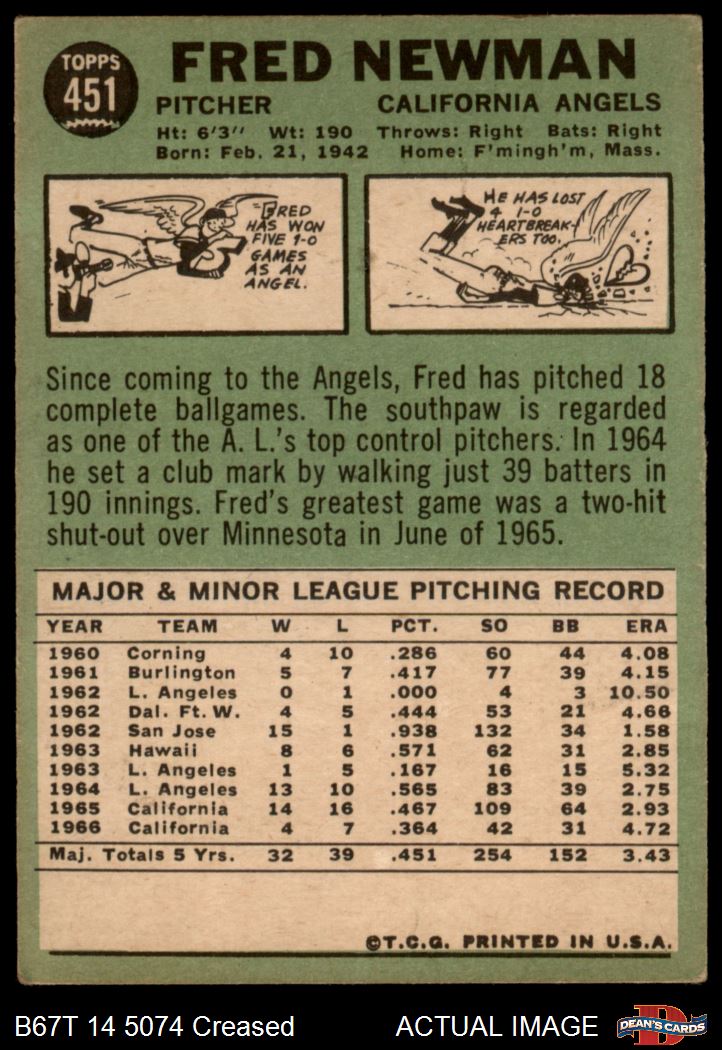 TOPPS
451
FRED NEWMAN
PITCHER CALIFORNIA ANGELS
Ht: 6'3" Wt: 190 Throws: Right Bats: Right
Born: Feb. 21, 1942 Home: F'mingh'm, Mass.
FRED
HAS WON
FIVE 1-0
GAMES
AS AN
ANGEL.
HE HAS LOST
4 1-0
HEARTBREAK-
ERS TOO.
Since coming to the Angels, Fred has pitched 18
complete ballgames. The southpaw is regarded
as one of the A. L.'s top control pitchers. In 1964
he set a club mark by walking just 39 batters in
190 innings. Fred's greatest game was a two-hit
shut-out over Minnesota in June of 1965.
MAJOR & MINOR LEAGUE PITCHING RECORD
YEAR TEAM W L PCT. SO BB ERA
1960 Corning 4 10 .286 60 44 4.08
1961 Burlington 5 7 .417 77 39 4.15
1962 L. Angeles 0 1 .000 4 3 10.50
1962 Dal. Ft. W. 4 5 .444 53 21 4.66
1962 San Jose 15 1 .938 132 34 1.58
1963 Hawaii 8 6 .571 62 31 2.85
1963 L. Angeles 1 5 .167 16 15 5.32
1964 L. Angeles 13 10 .565 83 39 2.75
1965 California 14 16 .467 109 64 2.93
1966 California 4 7 .364 42 31 4.72
Maj. Totals 5 Yrs. 32 39 .451 254 152 3.43
©T.C.G. PRINTED IN U.S.A.
B67T 14 5074 Creased ACTUAL IMAGE
D
DEAN'S CARDS